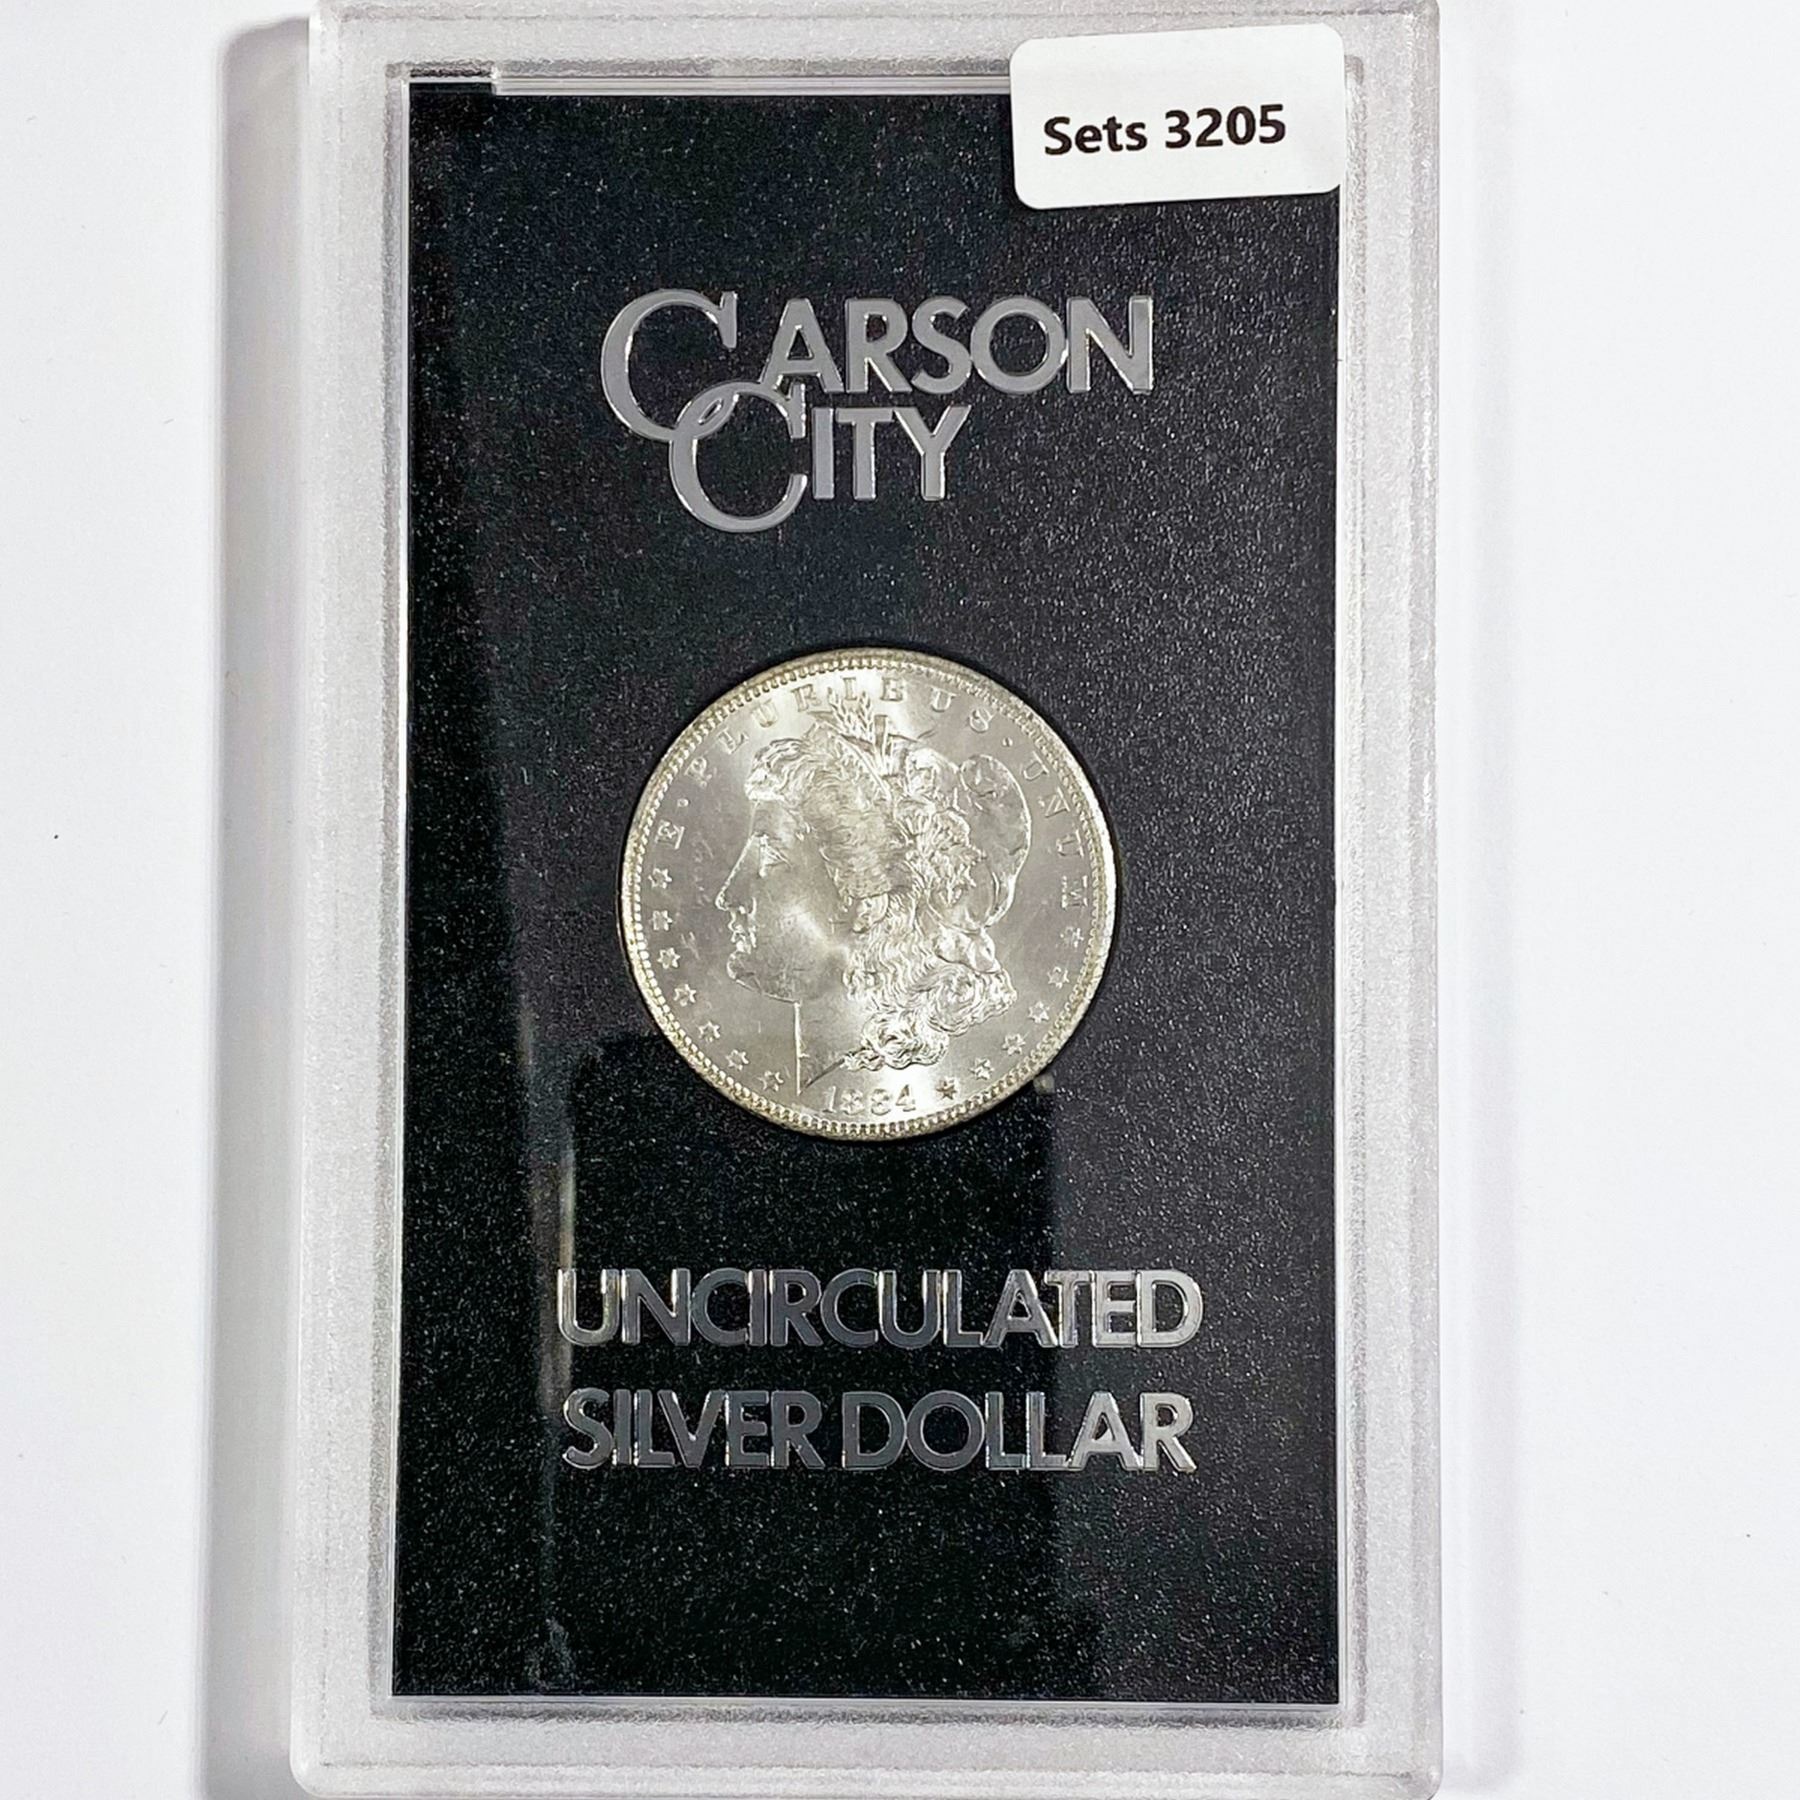 Sets 3205
CARSON
CITY
E · PLURIBUS · UNUM
1884
UNCIRCULATED
SILVER DOLLAR